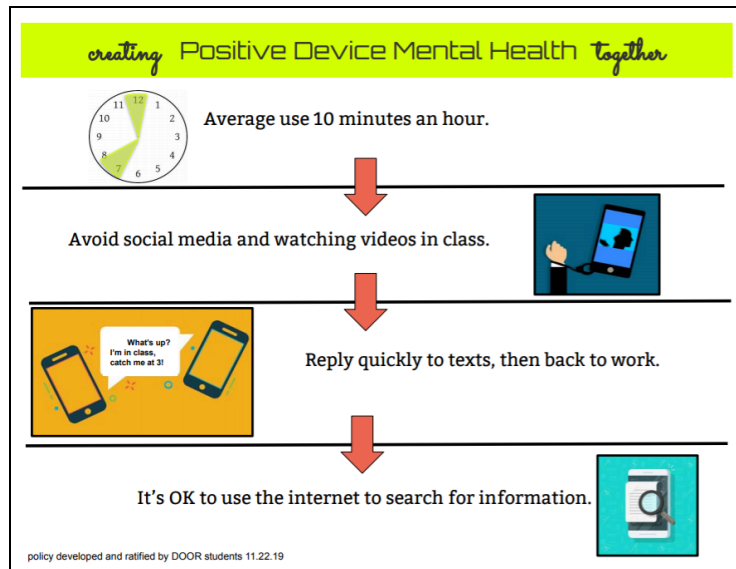 creating Positive Device Mental Health together
11 12 1
10 2
9 3
8 4
7 6 5
Average use 10 minutes an hour.
Avoid social media and watching videos in class.
What's up?
I'm in class,
catch me at 3!
Reply quickly to texts, then back to work.
It's OK to use the internet to search for information.
policy developed and ratified by DOOR students 11.22.19